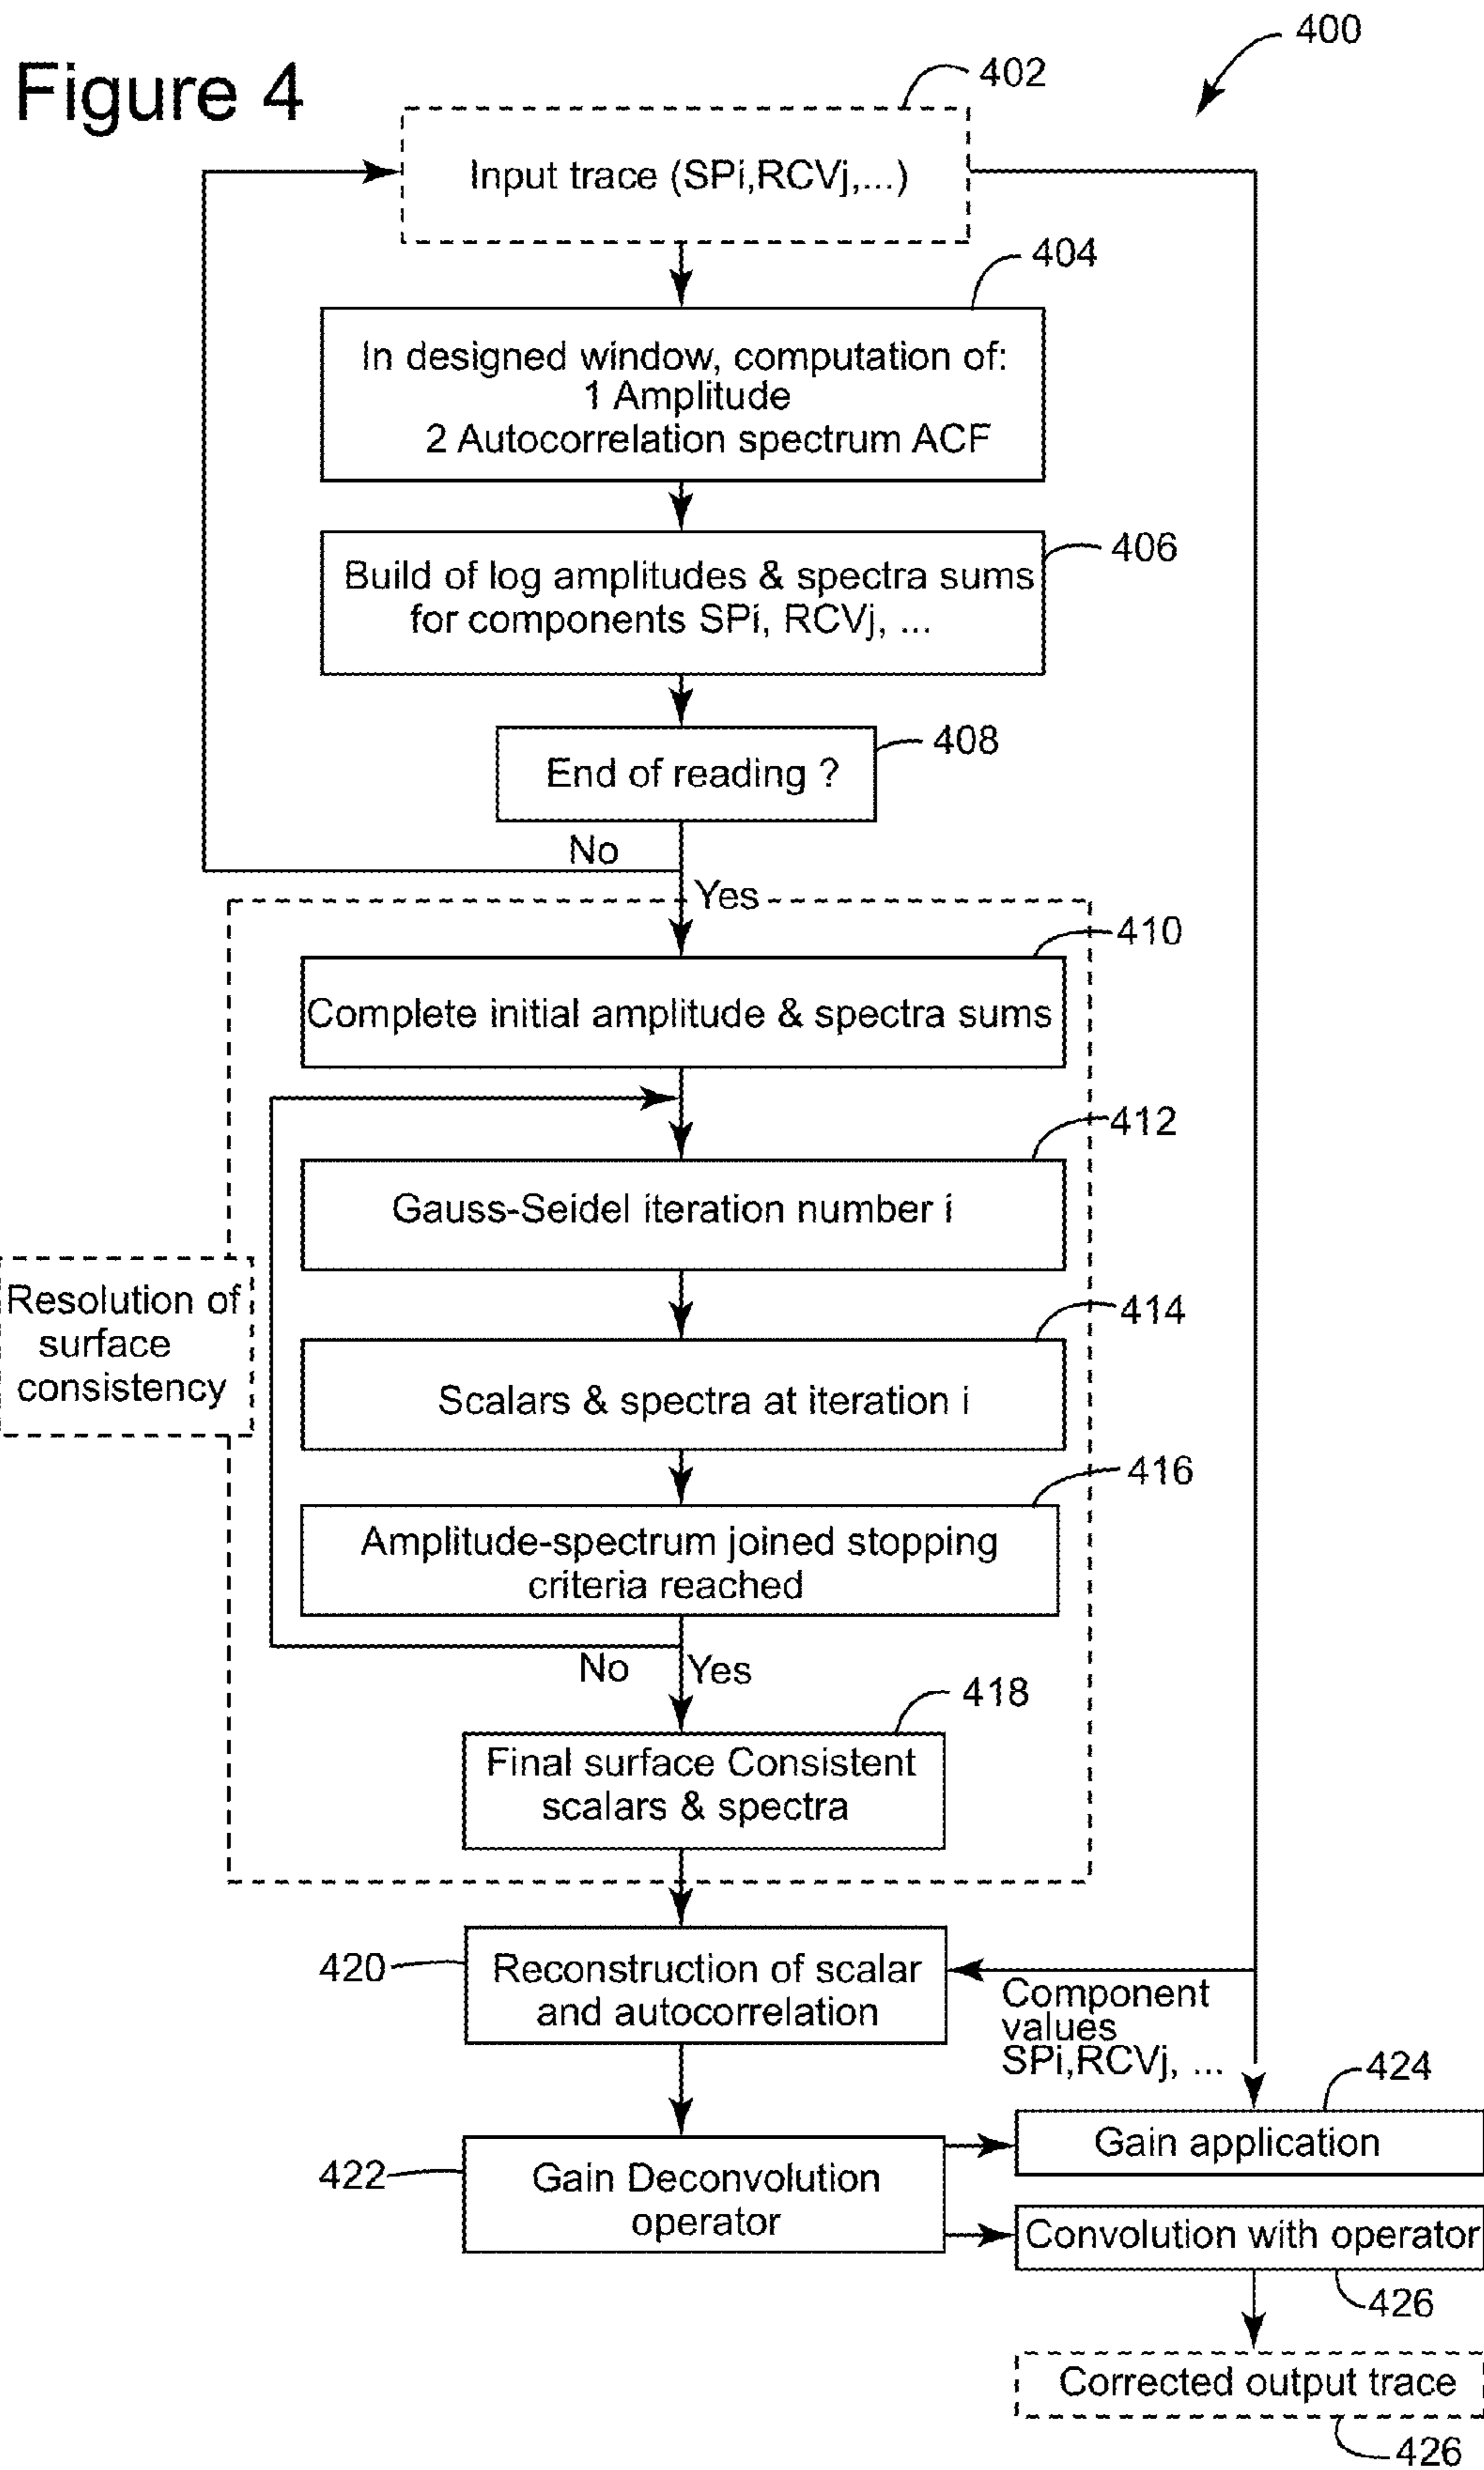 Figure 4
400
402
Input trace (SPi,RCVj,...)
404
In designed window, computation of:
1 Amplitude
2 Autocorrelation spectrum ACF
406
Build of log amplitudes & spectra sums
for components SPi, RCVj, ...
408
End of reading ?
No
Yes
410
Complete initial amplitude & spectra sums
412
Gauss-Seidel iteration number i
Resolution of
surface
consistency
414
Scalars & spectra at iteration i
416
Amplitude-spectrum joined stopping
criteria reached
No
Yes
418
Final surface Consistent
scalars & spectra
420
Reconstruction of scalar
and autocorrelation
Component
values
SPi,RCVj, ...
424
Gain application
422
Gain Deconvolution
operator
Convolution with operator
426
Corrected output trace
426